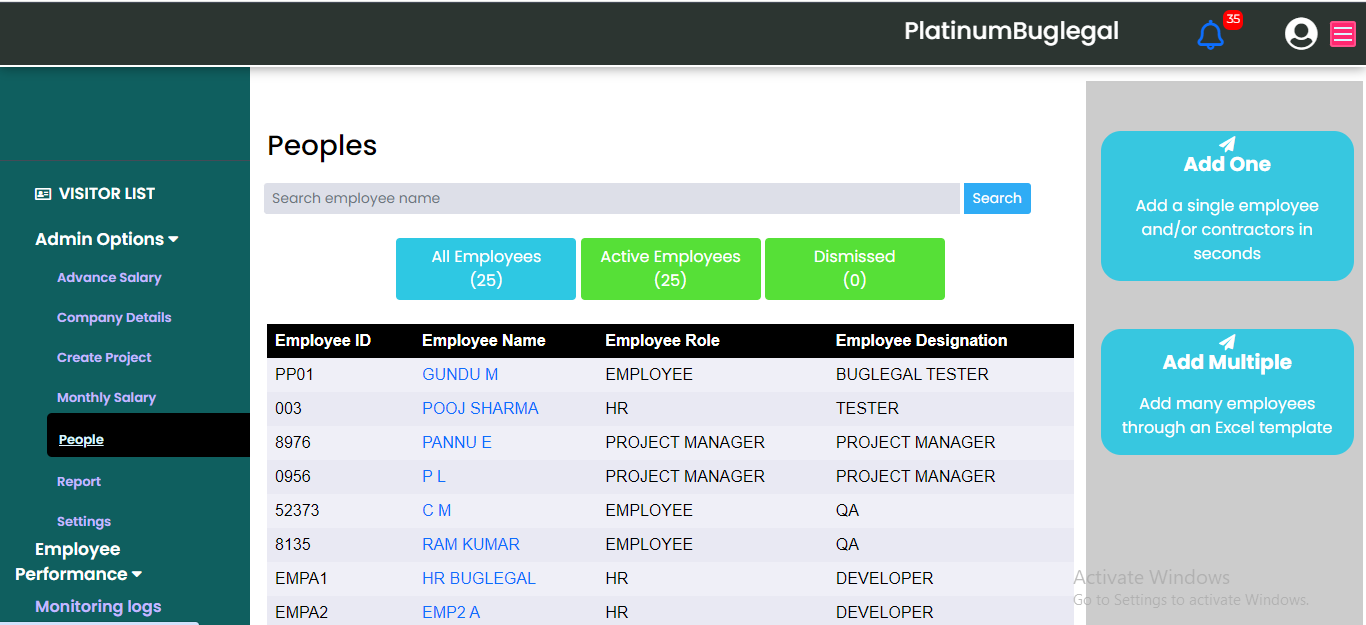 PlatinumBuglegal
35
VISITOR LIST
Admin Options
Advance Salary
Company Details
Create Project
Monthly Salary
People
Report
Settings
Employee
Performance
Monitoring logs
Peoples
Search employee name
Search
All Employees
(25)
Active Employees
(25)
Dismissed
(0)
Employee ID Employee Name Employee Role Employee Designation
PP01 GUNDU M EMPLOYEE BUGLEGAL TESTER
003 POOJ SHARMA HR TESTER
8976 PANNU E PROJECT MANAGER PROJECT MANAGER
0956 P L PROJECT MANAGER PROJECT MANAGER
52373 C M EMPLOYEE QA
8135 RAM KUMAR EMPLOYEE QA
EMPA1 HR BUGLEGAL HR DEVELOPER
EMPA2 EMP2 A HR DEVELOPER
Add One
Add a single employee
and/or contractors in
seconds
Add Multiple
Add many employees
through an Excel template
Activate Windows
Go to Settings to activate Windows.